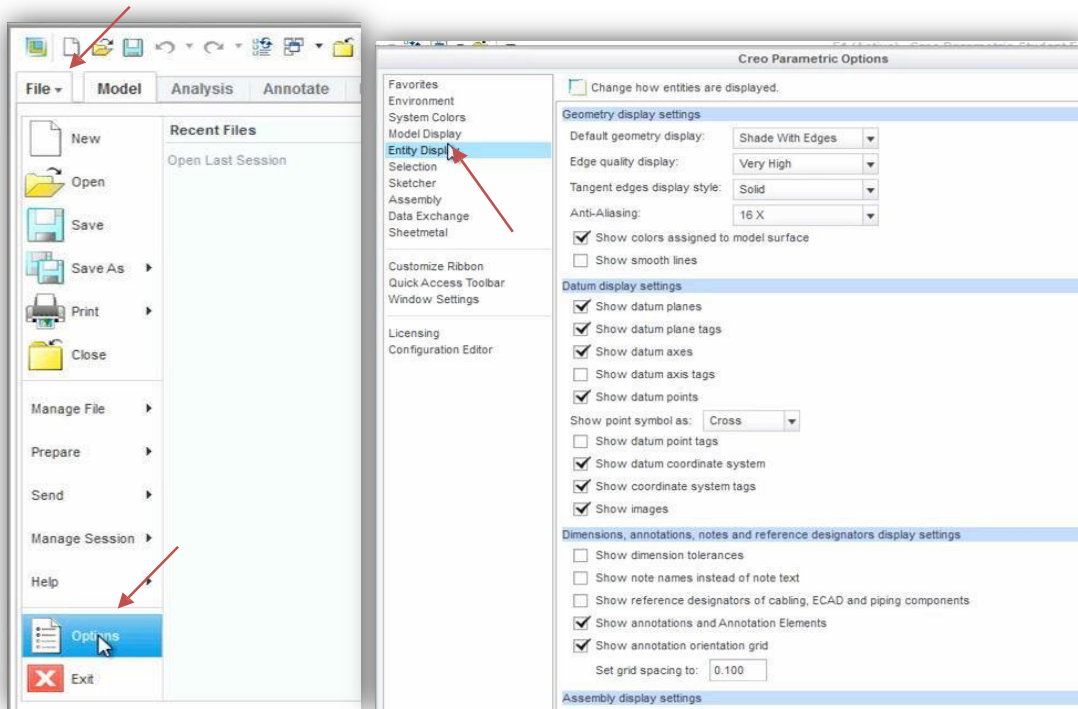 File Model Analysis Annotate
New
Open
Save
Save As
Print
Close
Manage File
Prepare
Send
Manage Session
Help
Options
Exit
Recent Files
Open Last Session
Creo Parametric Options
Favorites
Environment
System Colors
Model Display
Entity Display
Selection
Sketcher
Assembly
Data Exchange
Sheetmetal
Customize Ribbon
Quick Access Toolbar
Window Settings
Licensing
Configuration Editor
Change how entities are displayed.
Geometry display settings
Default geometry display: Shade With Edges
Edge quality display: Very High
Tangent edges display style: Solid
Anti-Aliasing: 16 X
Show colors assigned to model surface
Show smooth lines
Datum display settings
Show datum planes
Show datum plane tags
Show datum axes
Show datum axis tags
Show datum points
Show point symbol as: Cross
Show datum point tags
Show datum coordinate system
Show coordinate system tags
Show images
Dimensions, annotations, notes and reference designators display settings
Show dimension tolerances
Show note names instead of note text
Show reference designators of cabling, ECAD and piping components
Show annotations and Annotation Elements
Show annotation orientation grid
Set grid spacing to: 0.100
Assembly display settings